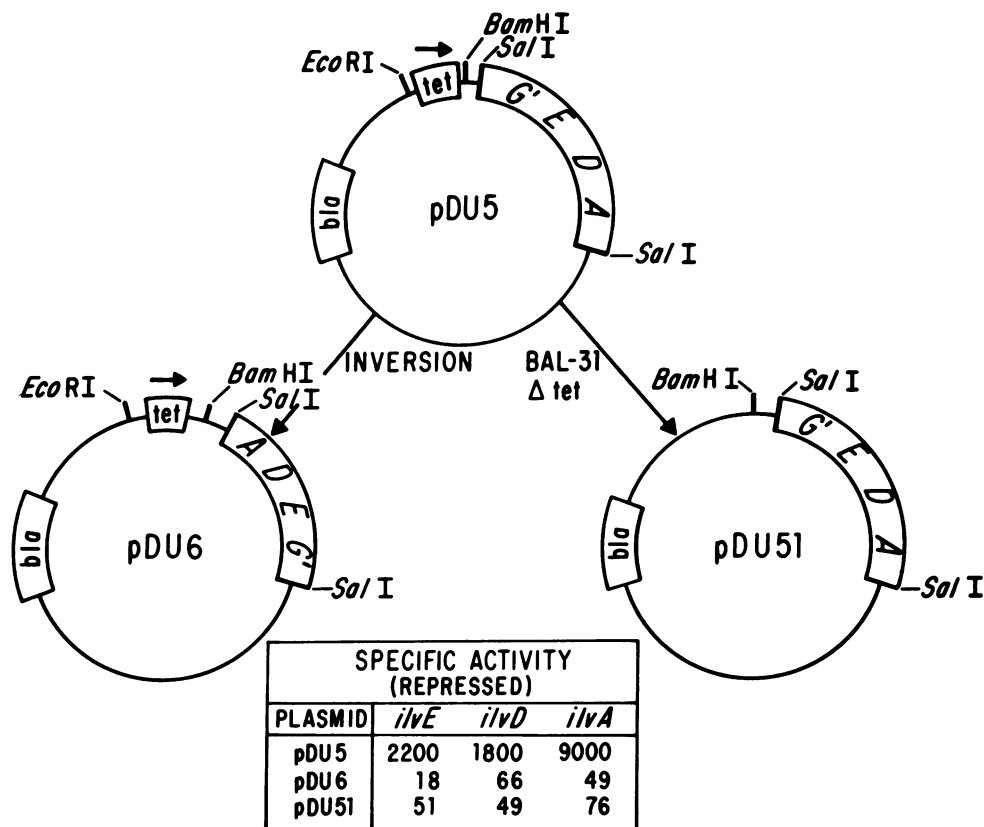 BamHI
EcoRI
SalI
tet
G' E D A
bla
pDU5
SalI
INVERSION
BAL-31
Δ tet
EcoRI
BamHI
SalI
tet
A D E G'
bla
pDU6
SalI
BamHI
SalI
G' E D A
bla
pDU51
SalI
SPECIFIC ACTIVITY
(REPRESSED)
PLASMID ilvE ilvD ilvA
pDU5 2200 1800 9000
pDU6 18 66 49
pDU51 51 49 76